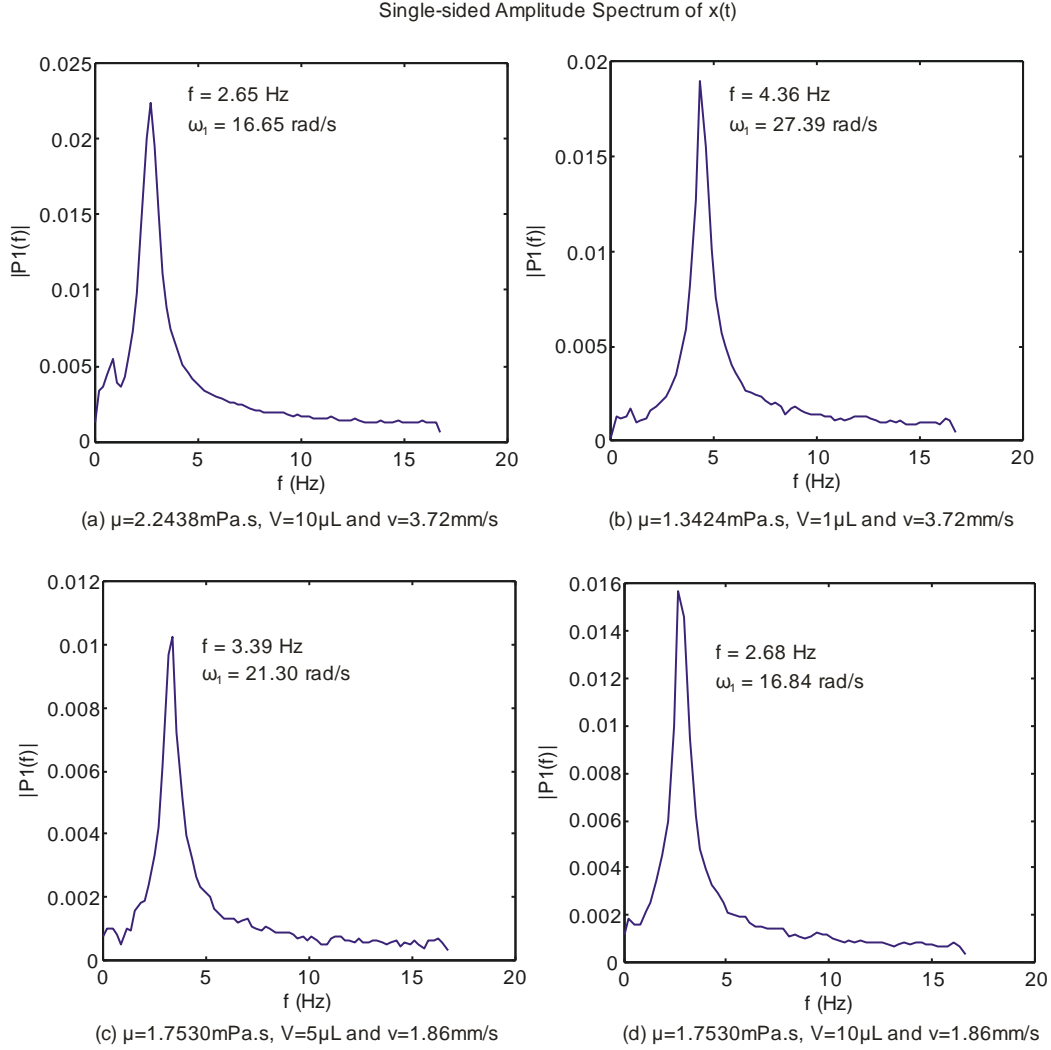 Single-sided Amplitude Spectrum of x(t)
0.025
0.02
0.015
0.01
0.005
0
|P1(f)|
f = 2.65 Hz
ω₁ = 16.65 rad/s
0 5 10 15 20
f (Hz)
(a) μ=2.2438mPa.s, V=10μL and v=3.72mm/s
0.02
0.015
0.01
0.005
0
|P1(f)|
f = 4.36 Hz
ω₁ = 27.39 rad/s
0 5 10 15 20
f (Hz)
(b) μ=1.3424mPa.s, V=1μL and v=3.72mm/s
0.012
0.01
0.008
0.006
0.004
0.002
0
|P1(f)|
f = 3.39 Hz
ω₁ = 21.30 rad/s
0 5 10 15 20
f (Hz)
(c) μ=1.7530mPa.s, V=5μL and v=1.86mm/s
0.016
0.014
0.012
0.01
0.008
0.006
0.004
0.002
0
|P1(f)|
f = 2.68 Hz
ω₁ = 16.84 rad/s
0 5 10 15 20
f (Hz)
(d) μ=1.7530mPa.s, V=10μL and v=1.86mm/s